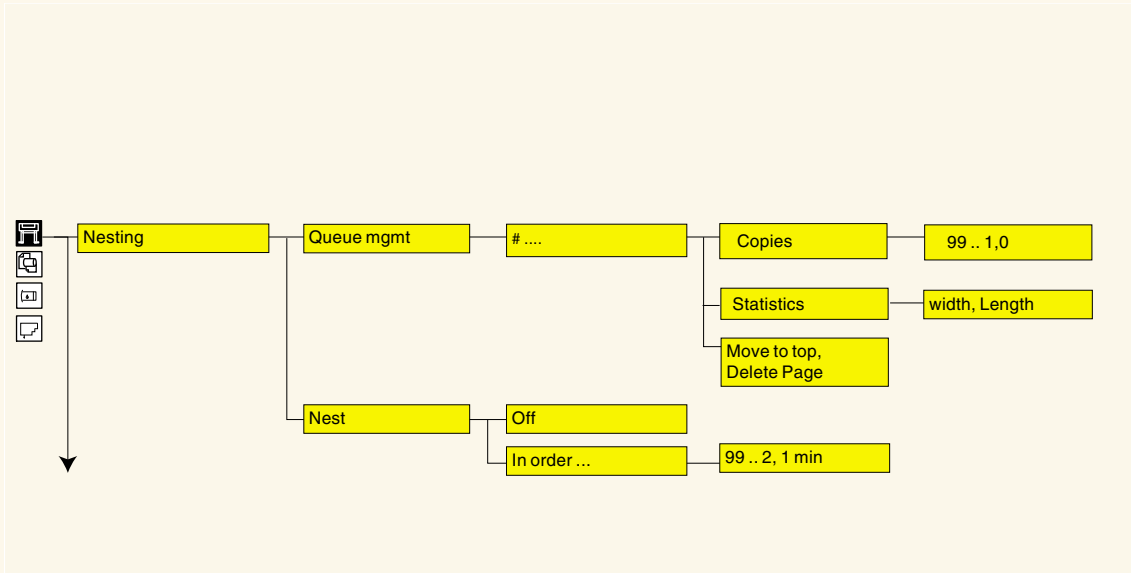 Nesting
Queue mgmt
# ....
Copies
99 .. 1,0
Statistics
width, Length
Move to top,
Delete Page
Nest
Off
In order ...
99 .. 2, 1 min